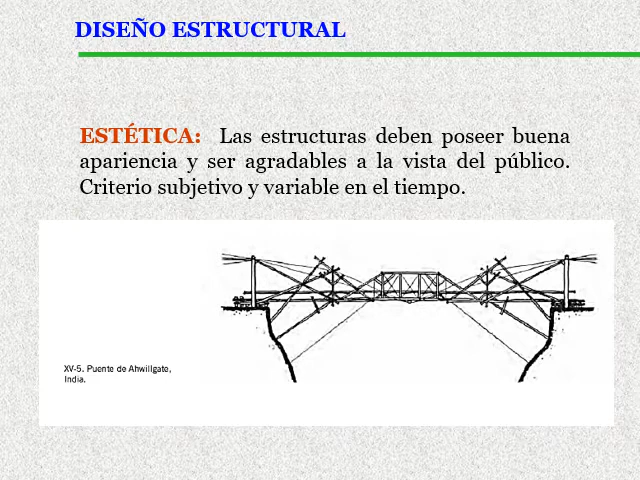 DISEÑO ESTRUCTURAL
ESTÉTICA: Las estructuras deben poseer buena
apariencia y ser agradables a la vista del público.
Criterio subjetivo y variable en el tiempo.
XV-5. Puente de Ahwillgate,
India.